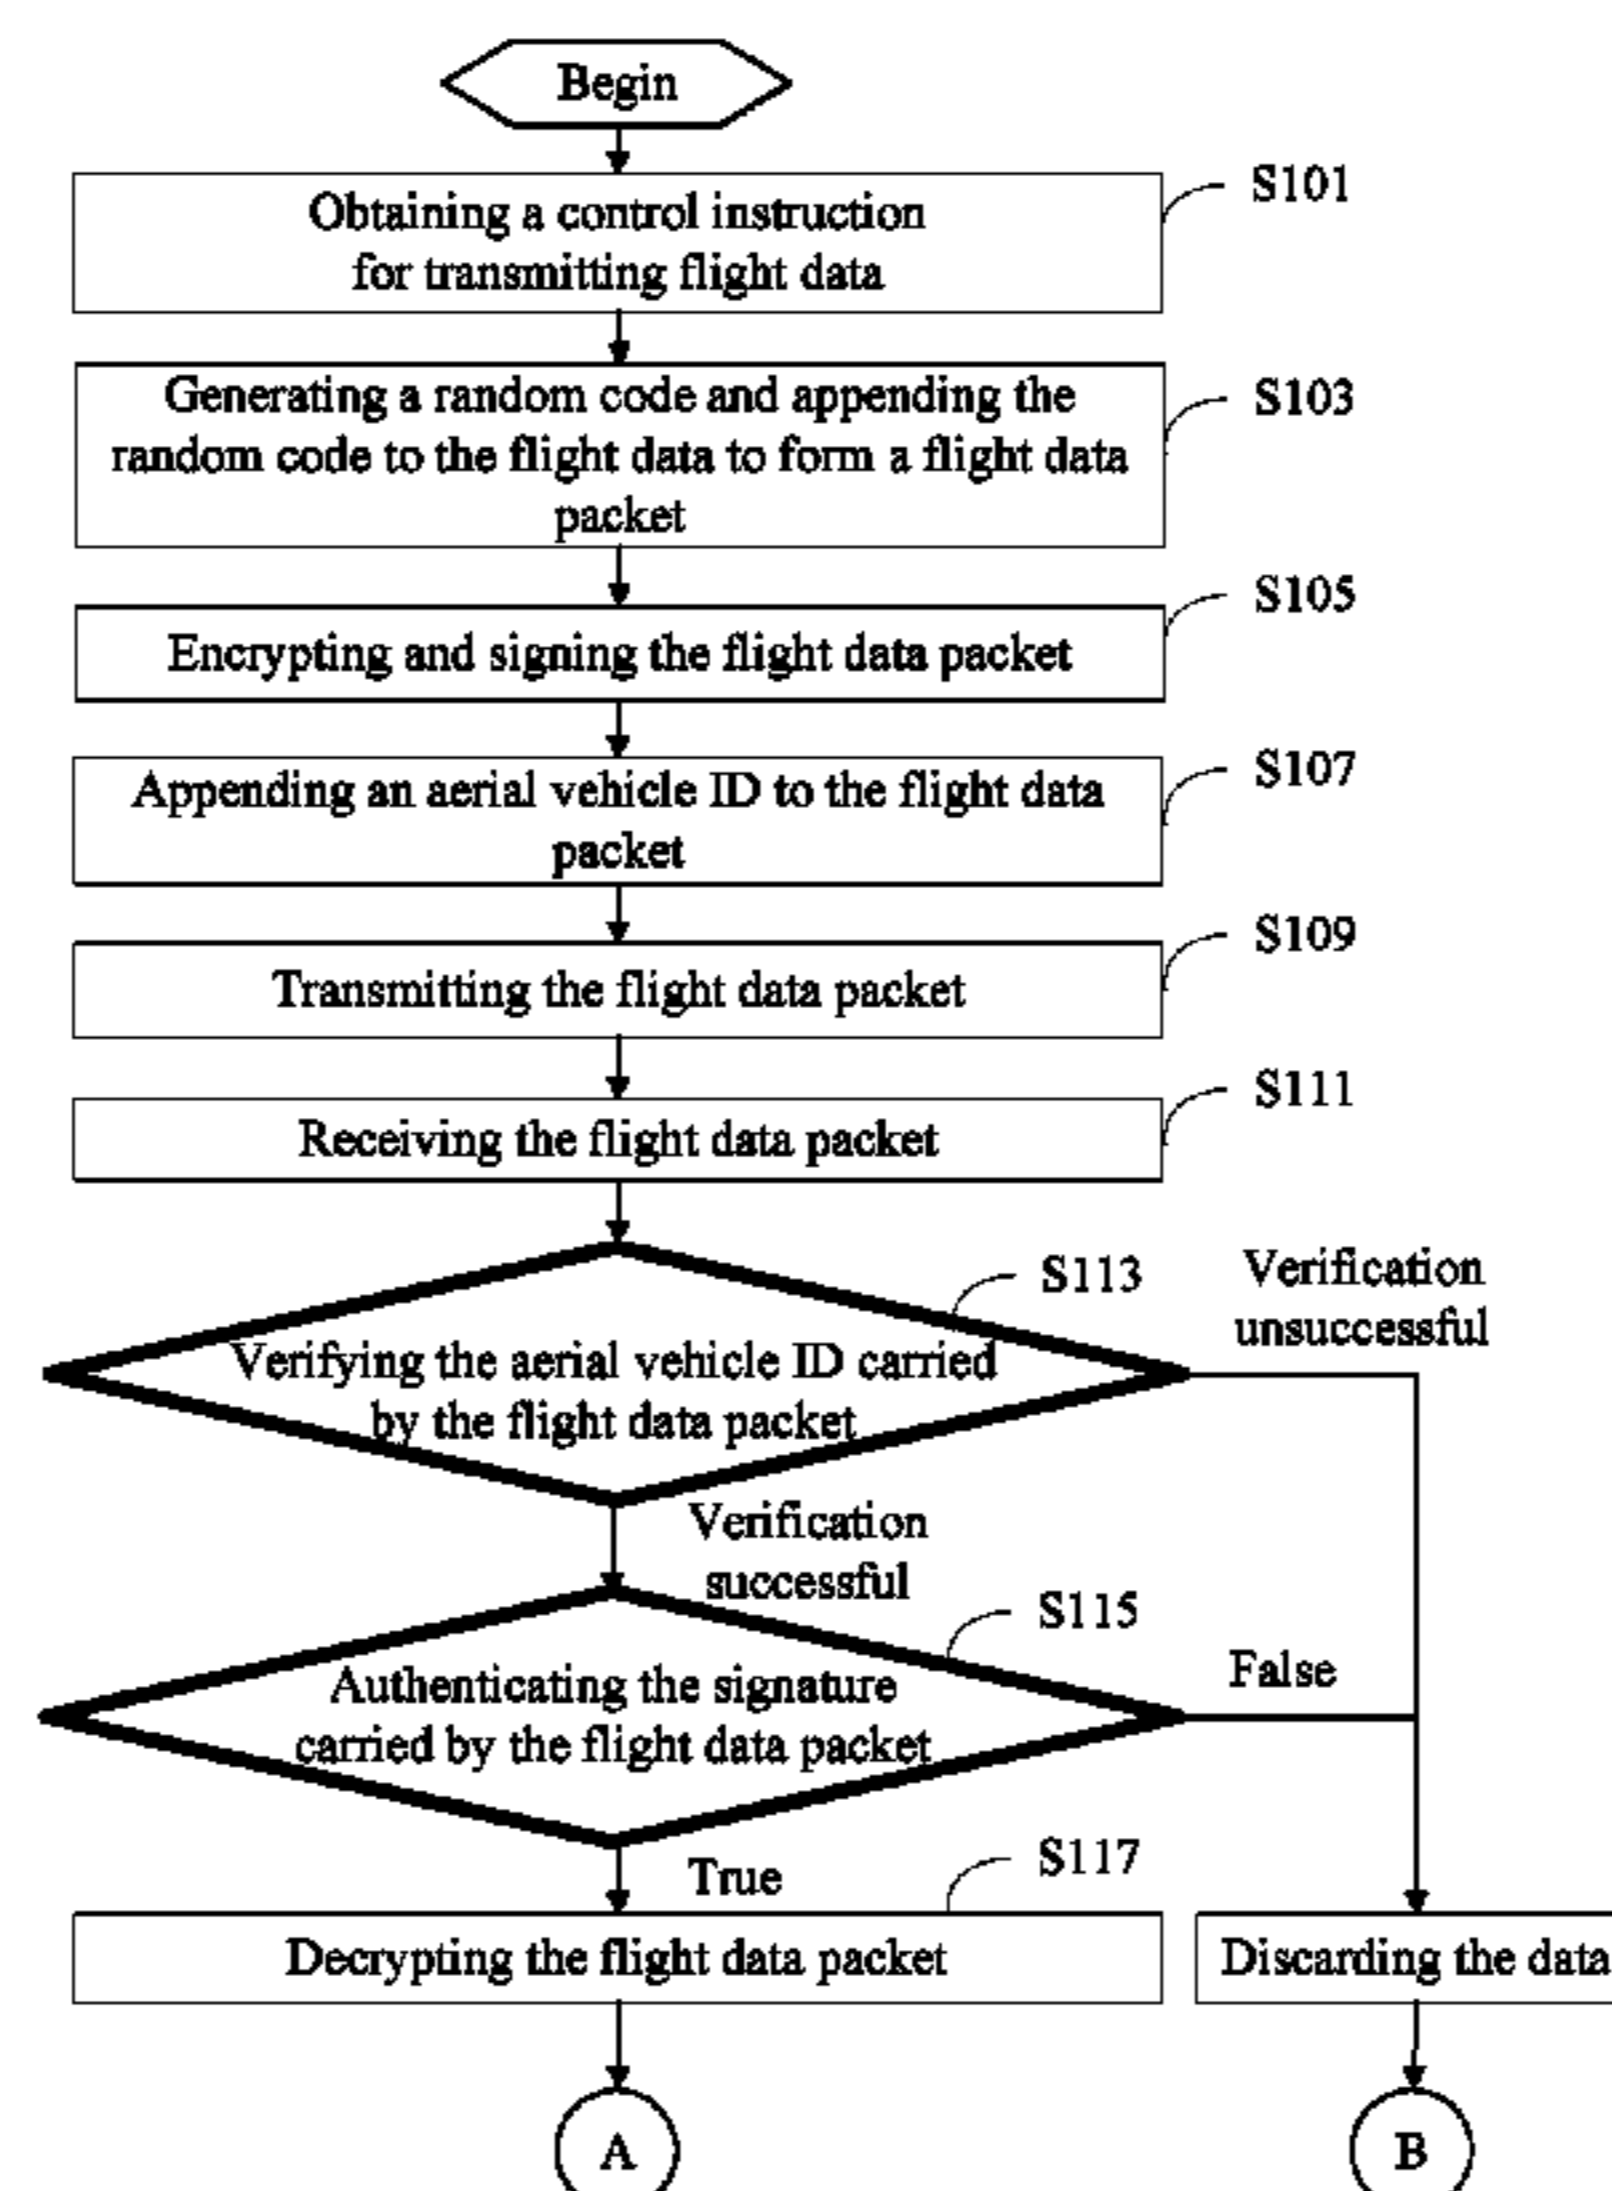 Begin
Obtaining a control instruction
for transmitting flight data
S101
Generating a random code and appending the
random code to the flight data to form a flight data
packet
S103
Encrypting and signing the flight data packet
S105
Appending an aerial vehicle ID to the flight data
packet
S107
Transmitting the flight data packet
S109
Receiving the flight data packet
S111
Verifying the aerial vehicle ID carried
by the flight data packet
S113
Verification
unsuccessful
Verification
successful
Authenticating the signature
carried by the flight data packet
S115
False
True
S117
Decrypting the flight data packet
Discarding the data
A
B